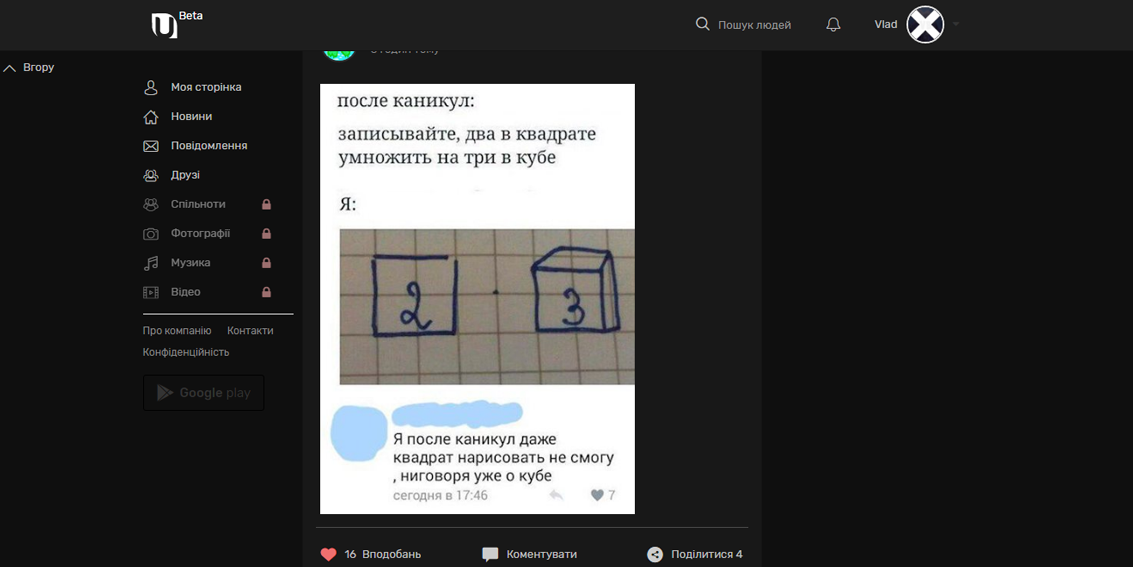 Beta
Пошук людей
Vlad
Вгору
Моя сторінка
Новини
Повідомлення
Друзі
Спільноти
Фотографії
Музика
Відео
Про компанію Контакти
Конфіденційність
Google play
после каникул:
записывайте, два в квадрате
умножить на три в кубе
Я:
2 · 3
Я после каникул даже
квадрат нарисовать не смогу
, ниговоря уже о кубе
сегодня в 17:46
7
16 Вподобань
Коментувати
Поділитися 4